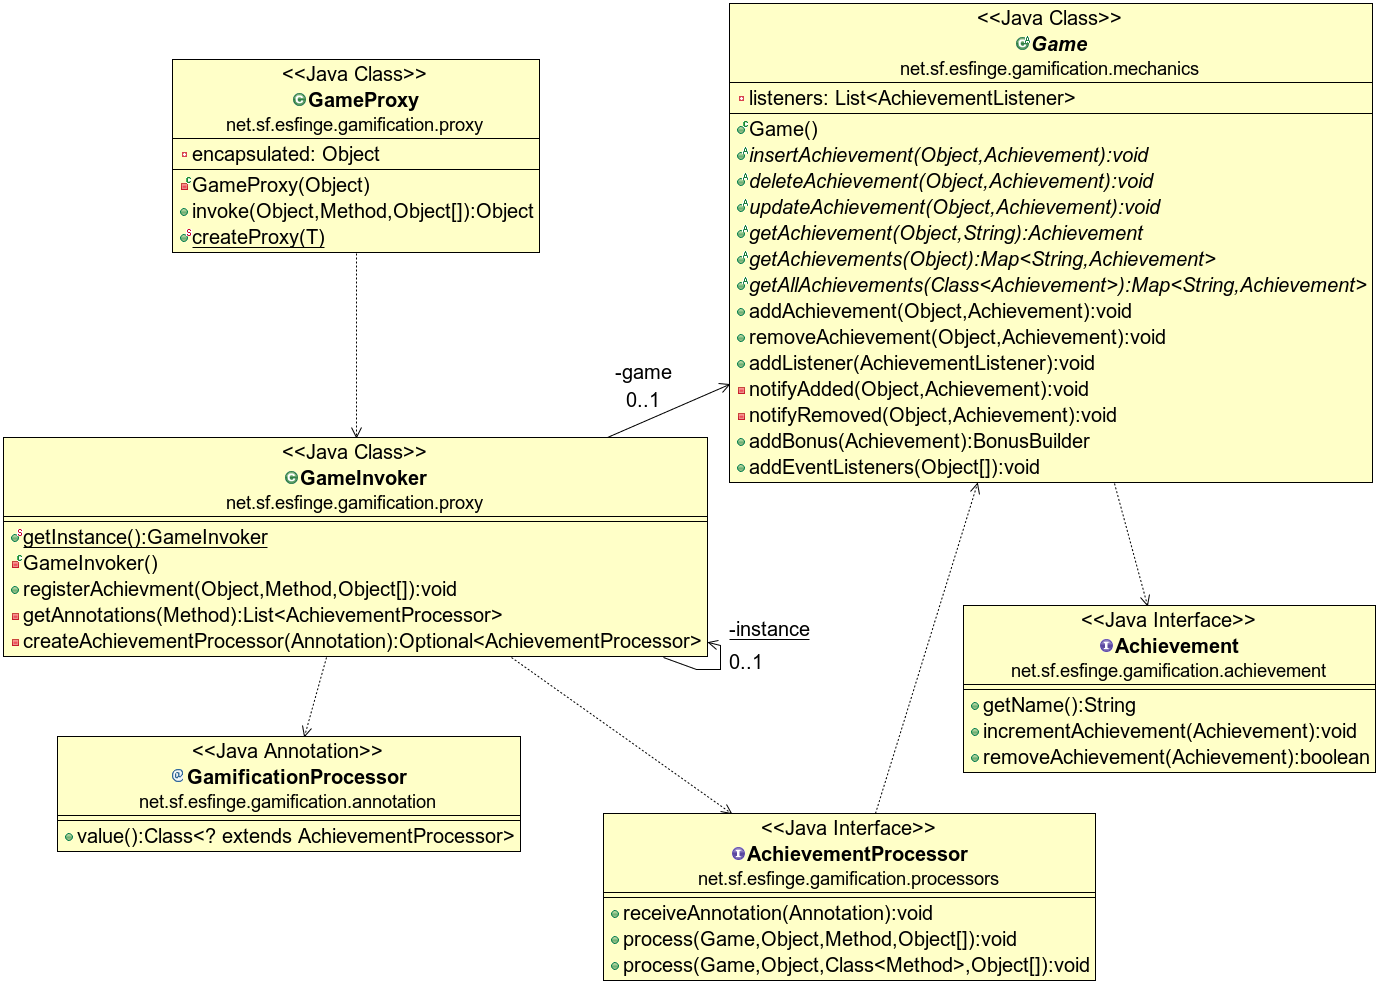 <<Java Class>>
GameProxy
net.sf.esfinge.gamification.proxy
encapsulated: Object
GameProxy(Object)
invoke(Object,Method,Object[]):Object
createProxy(T)
<<Java Class>>
Game
net.sf.esfinge.gamification.mechanics
listeners: List<AchievementListener>
Game()
insertAchievement(Object,Achievement):void
deleteAchievement(Object,Achievement):void
updateAchievement(Object,Achievement):void
getAchievement(Object,String):Achievement
getAchievements(Object):Map<String,Achievement>
getAllAchievements(Class<Achievement>):Map<String,Achievement>
addAchievement(Object,Achievement):void
removeAchievement(Object,Achievement):void
addListener(AchievementListener):void
notifyAdded(Object,Achievement):void
notifyRemoved(Object,Achievement):void
addBonus(Achievement):BonusBuilder
addEventListeners(Object[]):void
-game
0..1
<<Java Class>>
GameInvoker
net.sf.esfinge.gamification.proxy
getInstance():GameInvoker
GameInvoker()
registerAchievment(Object,Method,Object[]):void
getAnnotations(Method):List<AchievementProcessor>
createAchievementProcessor(Annotation):Optional<AchievementProcessor>
-instance
0..1
<<Java Interface>>
Achievement
net.sf.esfinge.gamification.achievement
getName():String
incrementAchievement(Achievement):void
removeAchievement(Achievement):boolean
<<Java Annotation>>
GamificationProcessor
net.sf.esfinge.gamification.annotation
value():Class<? extends AchievementProcessor>
<<Java Interface>>
AchievementProcessor
net.sf.esfinge.gamification.processors
receiveAnnotation(Annotation):void
process(Game,Object,Method,Object[]):void
process(Game,Object,Class<Method>,Object[]):void